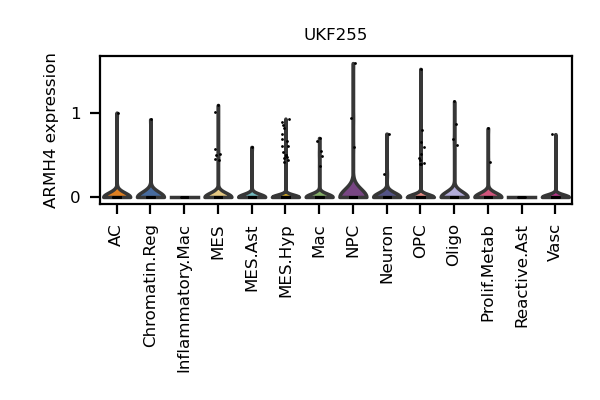 UKF255
ARMH4 expression
1
0
AC
Chromatin.Reg
Inflammatory.Mac
MES
MES.Ast
MES.Hyp
Mac
NPC
Neuron
OPC
Oligo
Prolif.Metab
Reactive.Ast
Vasc